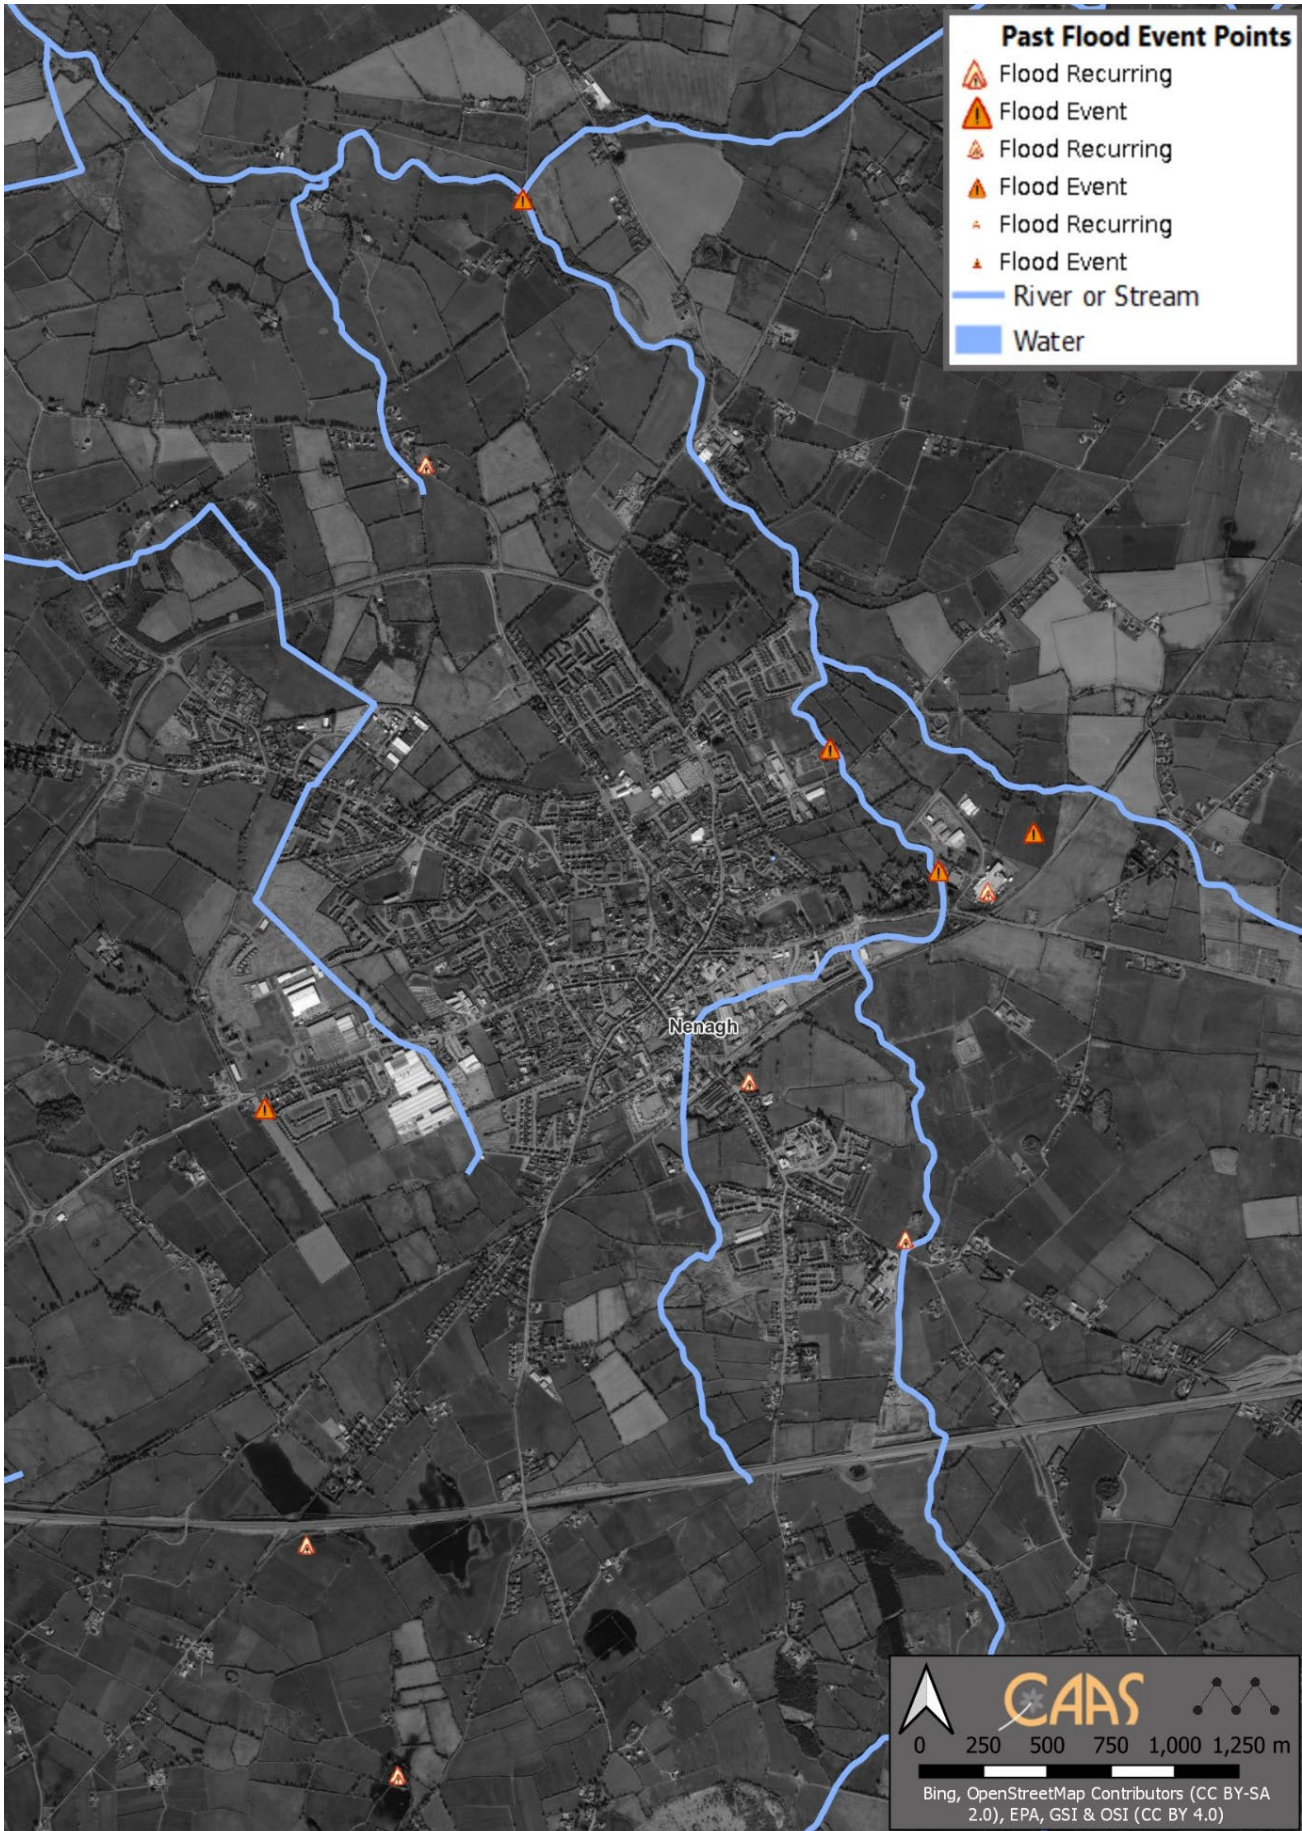 Past Flood Event Points
Flood Recurring
Flood Event
Flood Recurring
Flood Event
Flood Recurring
Flood Event
River or Stream
Water
Nenagh
CAAS
0 250 500 750 1,000 1,250 m
Bing, OpenStreetMap Contributors (CC BY-SA
2.0), EPA, GSI & OSI (CC BY 4.0)